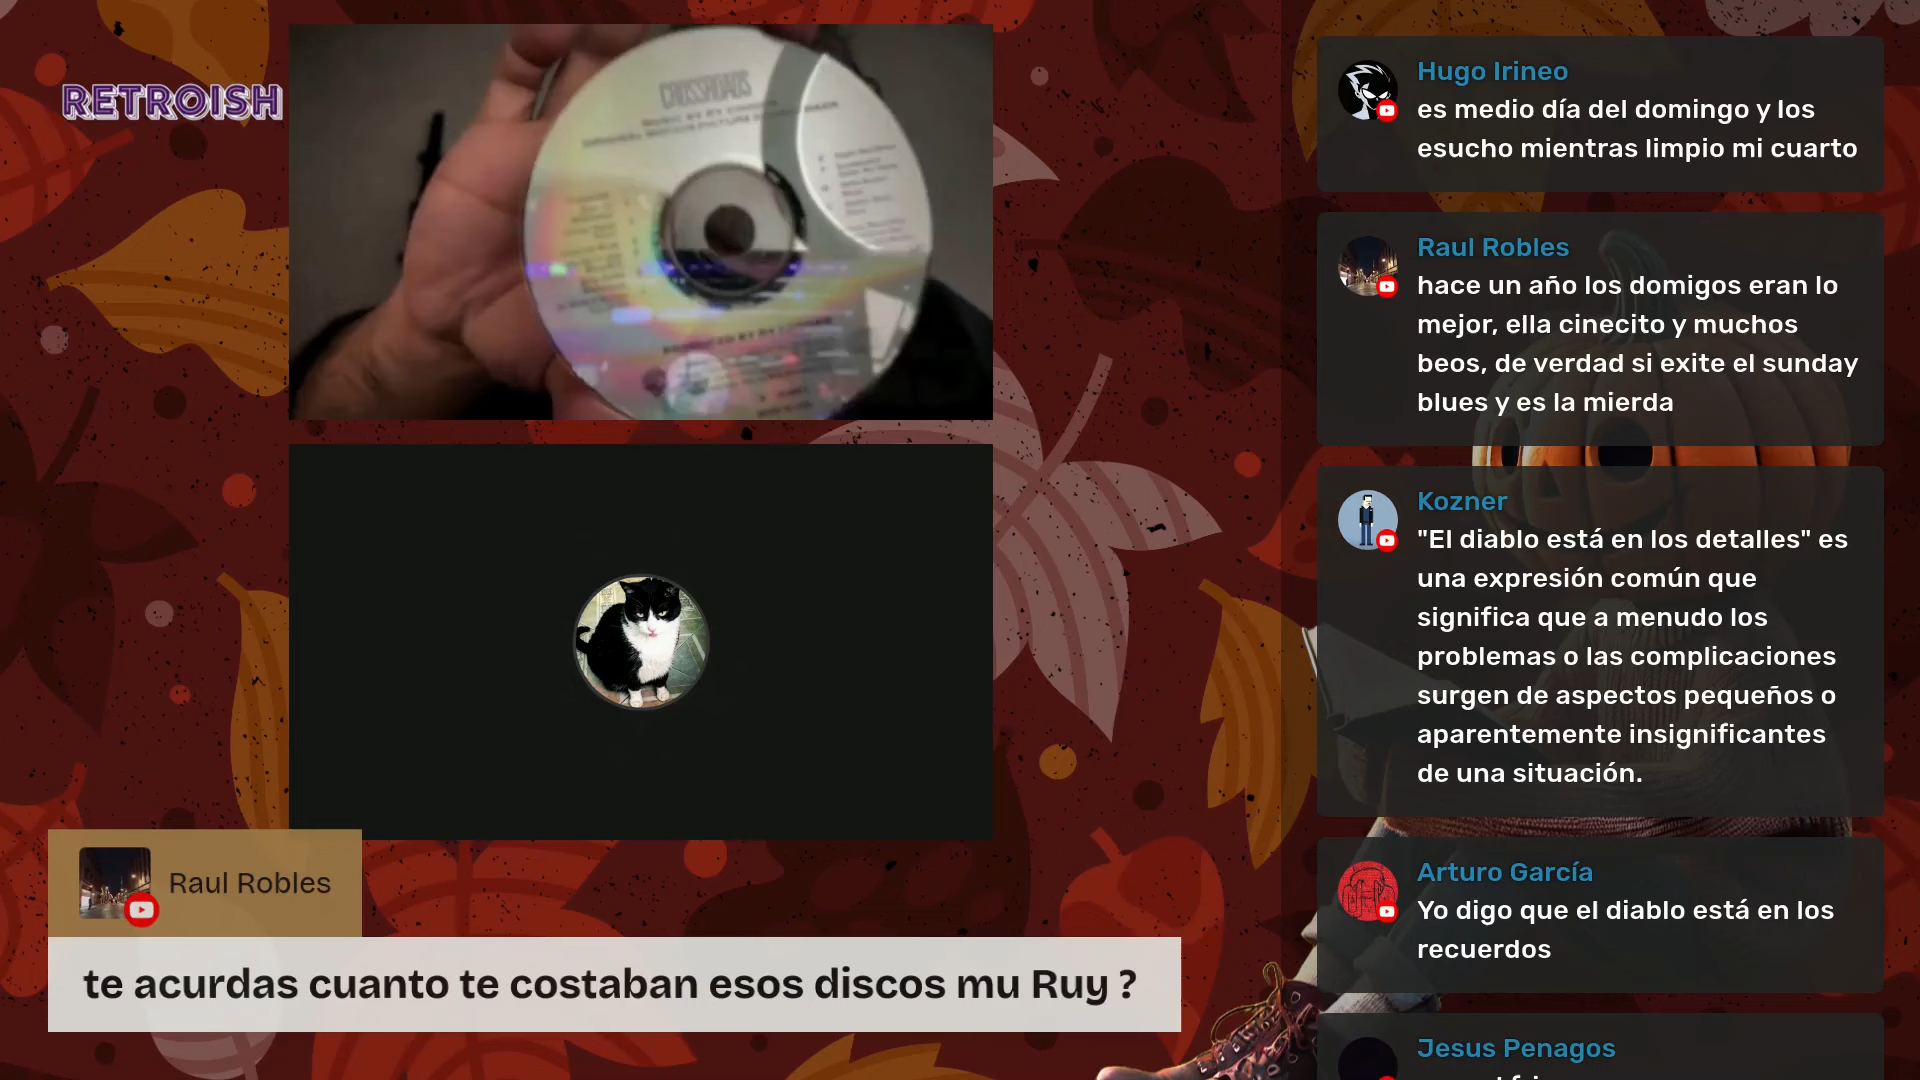 RETROISH
CROSSROADS
Hugo Irineo
es medio día del domingo y los
esucho mientras limpio mi cuarto
Raul Robles
hace un año los domigos eran lo
mejor, ella cinecito y muchos
beos, de verdad si exite el sunday
blues y es la mierda
Kozner
"El diablo está en los detalles" es
una expresión común que
significa que a menudo los
problemas o las complicaciones
surgen de aspectos pequeños o
aparentemente insignificantes
de una situación.
Arturo García
Yo digo que el diablo está en los
recuerdos
Jesus Penagos
Raul Robles
te acurdas cuanto te costaban esos discos mu Ruy ?